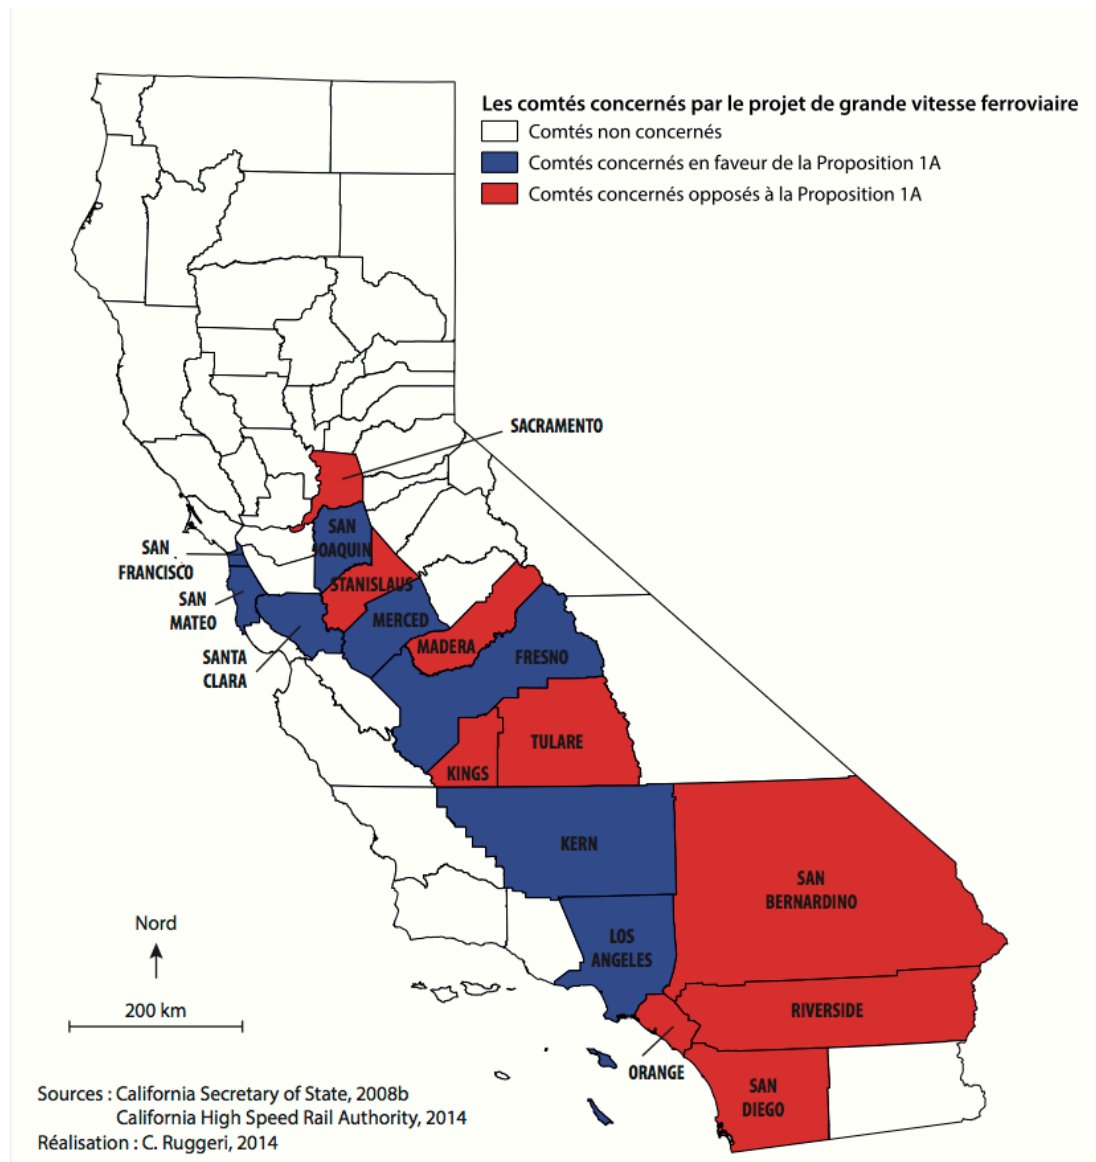 Les comtés concernés par le projet de grande vitesse ferroviaire
Comtés non concernés
Comtés concernés en faveur de la Proposition 1A
Comtés concernés opposés à la Proposition 1A
SACRAMENTO
SAN
JOAQUIN
SAN
FRANCISCO
STANISLAUS
SAN
MATEO
MERCED
MADERA
SANTA
CLARA
FRESNO
TULARE
KINGS
KERN
SAN
BERNARDINO
LOS
ANGELES
RIVERSIDE
ORANGE
SAN
DIEGO
Nord
200 km
Sources : California Secretary of State, 2008b
California High Speed Rail Authority, 2014
Réalisation : C. Ruggeri, 2014